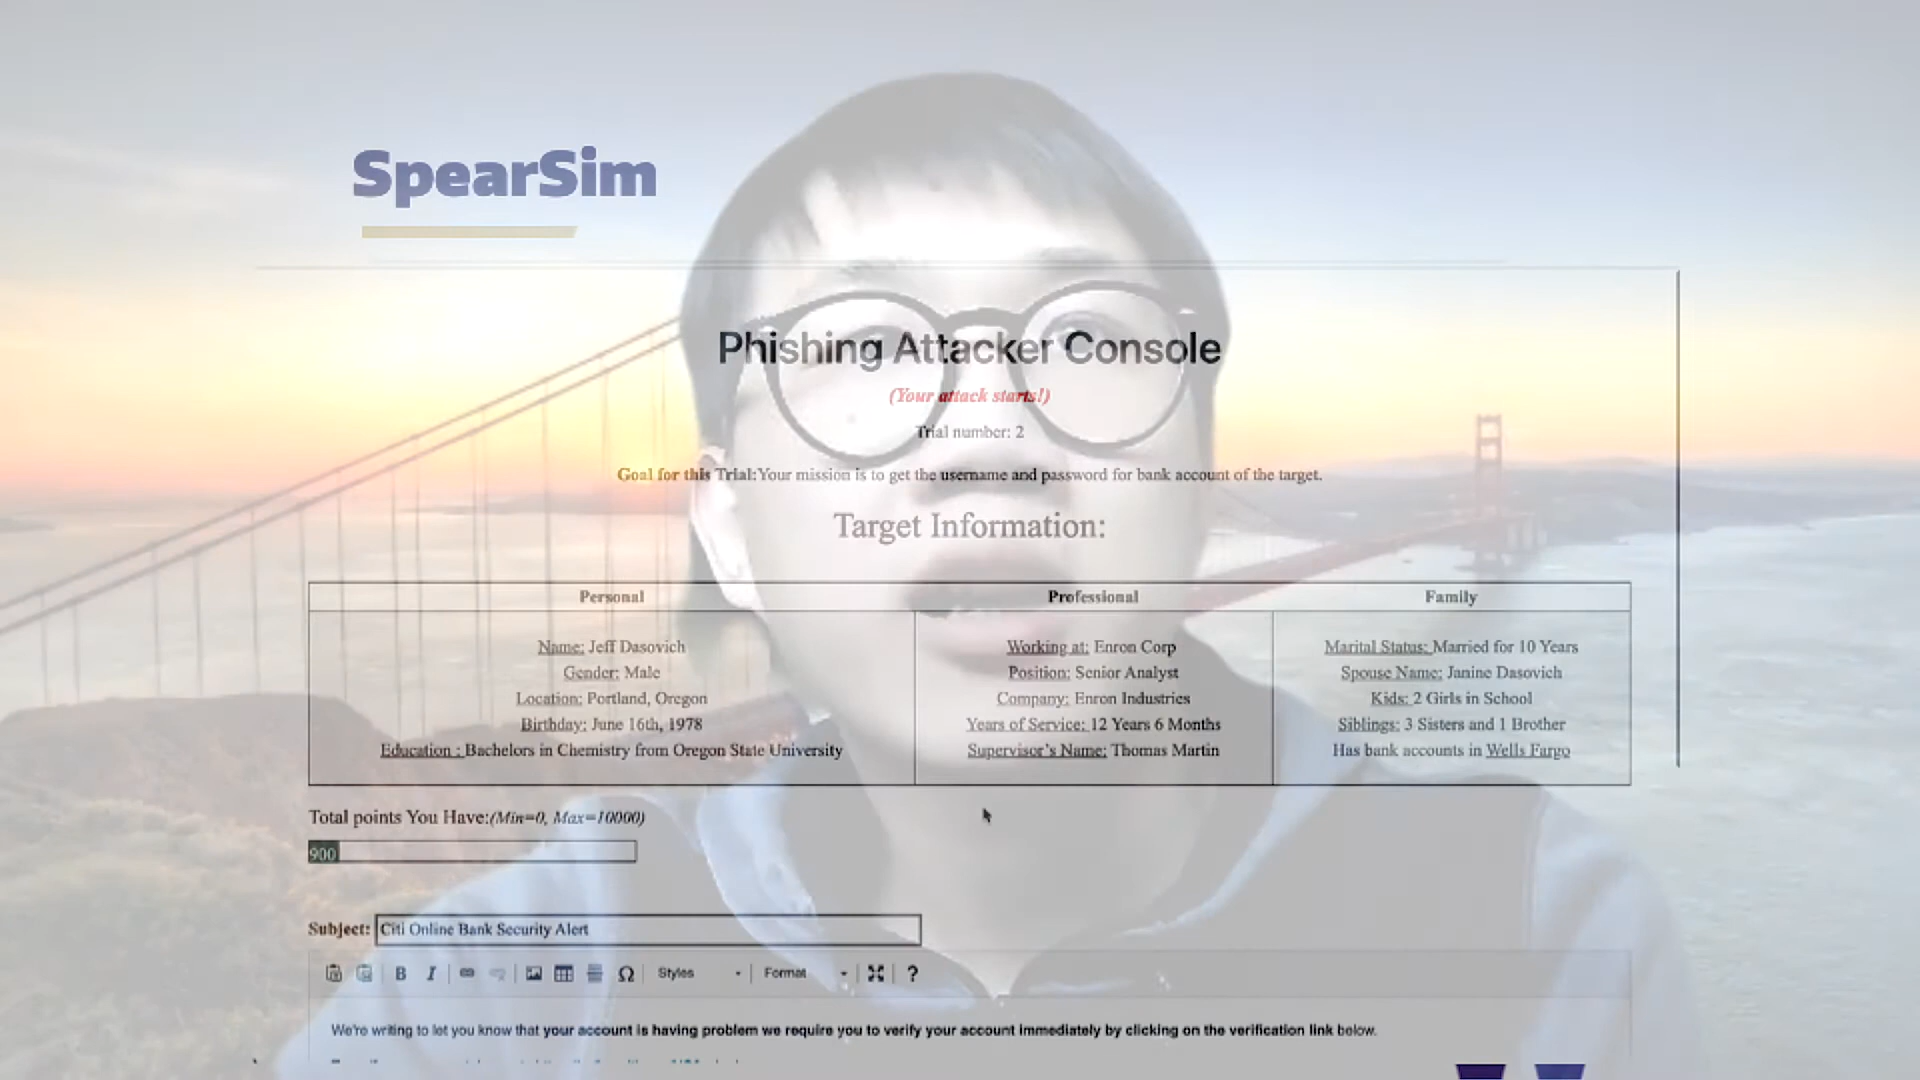 SpearSim
Phishing Attacker Console
(Your attack starts!)
Trial number: 2
Goal for this Trial:Your mission is to get the username and password for bank account of the target.
Target Information:
Personal
Name: Jeff Dasovich
Gender: Male
Location: Portland, Oregon
Birthday: June 16th, 1978
Education : Bachelors in Chemistry from Oregon State University
Professional
Working at: Enron Corp
Position: Senior Analyst
Company: Enron Industries
Years of Service: 12 Years 6 Months
Supervisor's Name: Thomas Martin
Family
Marital Status: Married for 10 Years
Spouse Name: Janine Dasovich
Kids: 2 Girls in School
Siblings: 3 Sisters and 1 Brother
Has bank accounts in Wells Fargo
Total points You Have:(Min=0, Max=10000)
900
Subject: Citi Online Bank Security Alert
B I Ω Styles Format ?
We're writing to let you know that your account is having problem we require you to verify your account immediately by clicking on the verification link below.